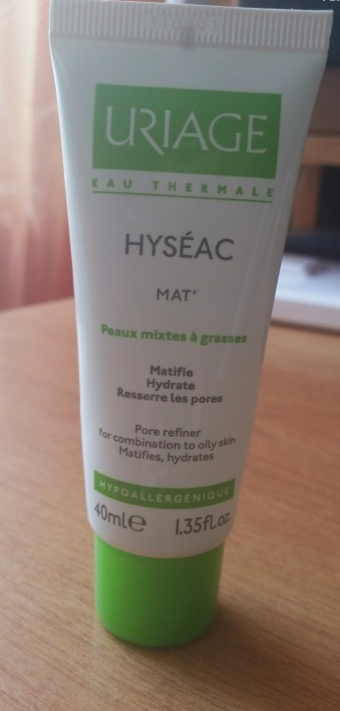 URIAGE
EAU THERMALE
HYSÉAC
MAT'
Peaux mixtes à grasses
Matifie
Hydrate
Resserre les pores
Pore refiner
for combination to oily skin
Matifies, hydrates
HYPOALLERGÉNIQUE
40ml℮ 1.35fl.oz.